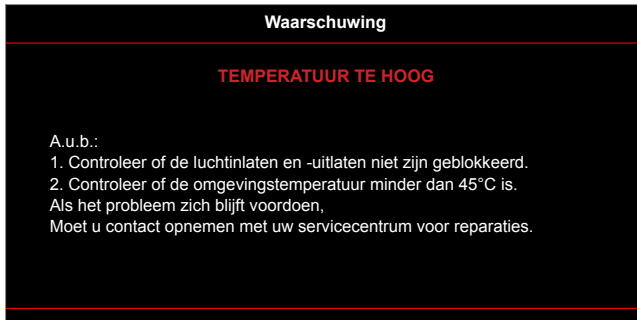 Waarschuwing
TEMPERATUUR TE HOOG
A.u.b.:
1. Controleer of de luchtinlaten en -uitlaten niet zijn geblokkeerd.
2. Controleer of de omgevingstemperatuur minder dan 45°C is.
Als het probleem zich blijft voordoen,
Moet u contact opnemen met uw servicecentrum voor reparaties.